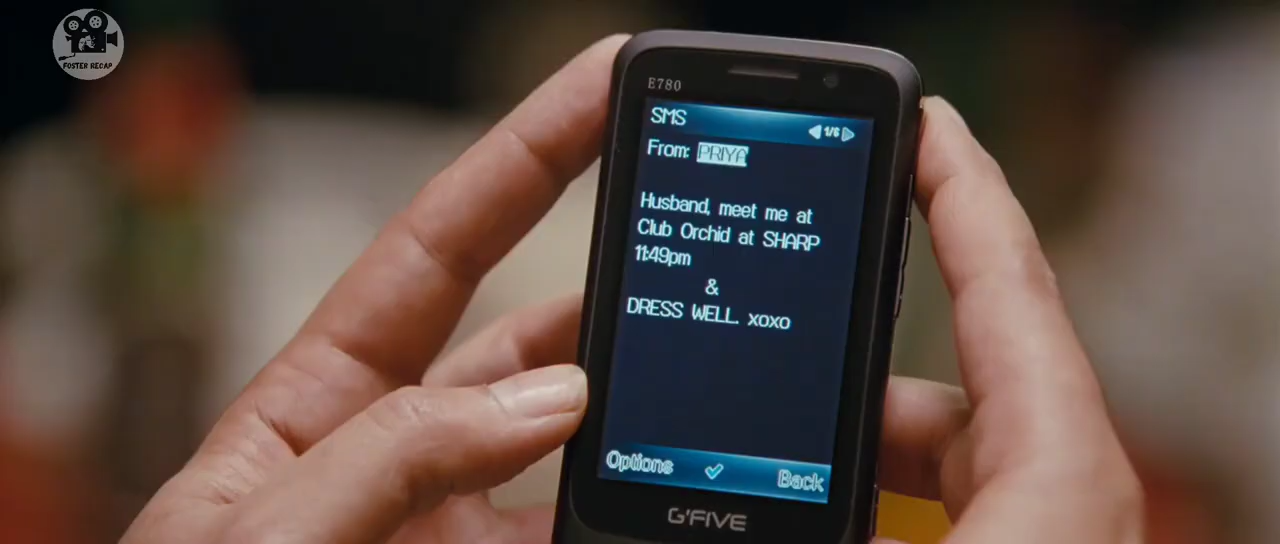 FOSTER RECAP
E780
SMS
1/6
From: PRIYA
Husband, meet me at
Club Orchid at SHARP
11:49pm
&
DRESS WELL. xoxo
Options
Back
G'FIVE